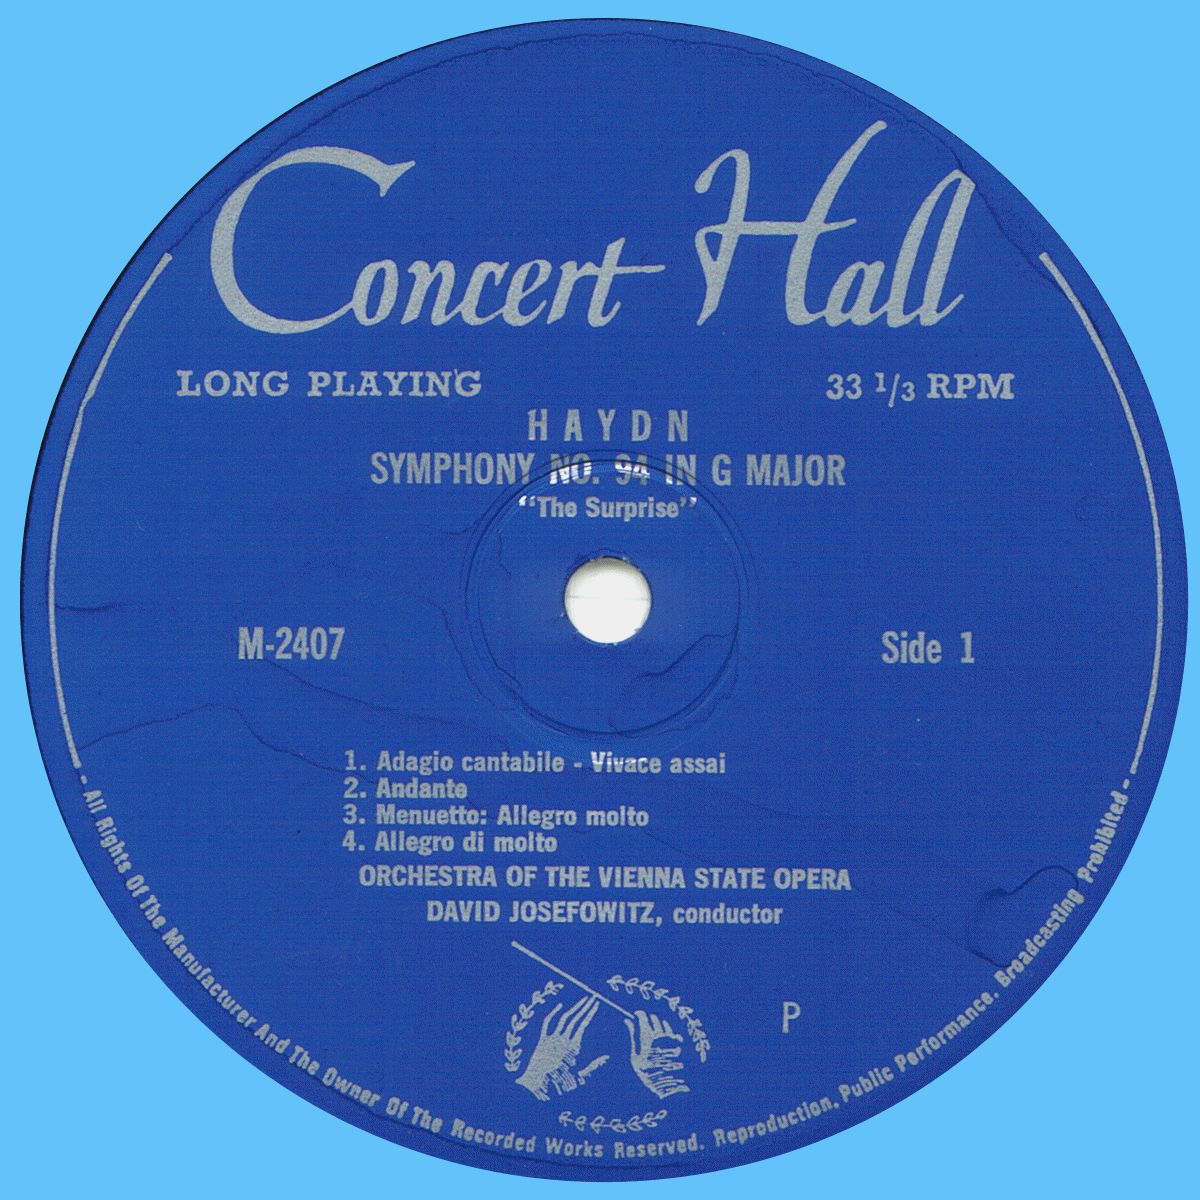 Concert Hall
LONG PLAYING
33 1/3 RPM
HAYDN
SYMPHONY NO. 94 IN G MAJOR
"The Surprise"
M-2407
Side 1
1. Adagio cantabile - Vivace assai
2. Andante
3. Menuetto: Allegro molto
4. Allegro di molto
ORCHESTRA OF THE VIENNA STATE OPERA
DAVID JOSEFOWITZ, conductor
P
- All Rights Of The Manufacturer And The Owner Of The Recorded Works Reserved. Reproduction, Public Performance, Broadcasting Prohibited -